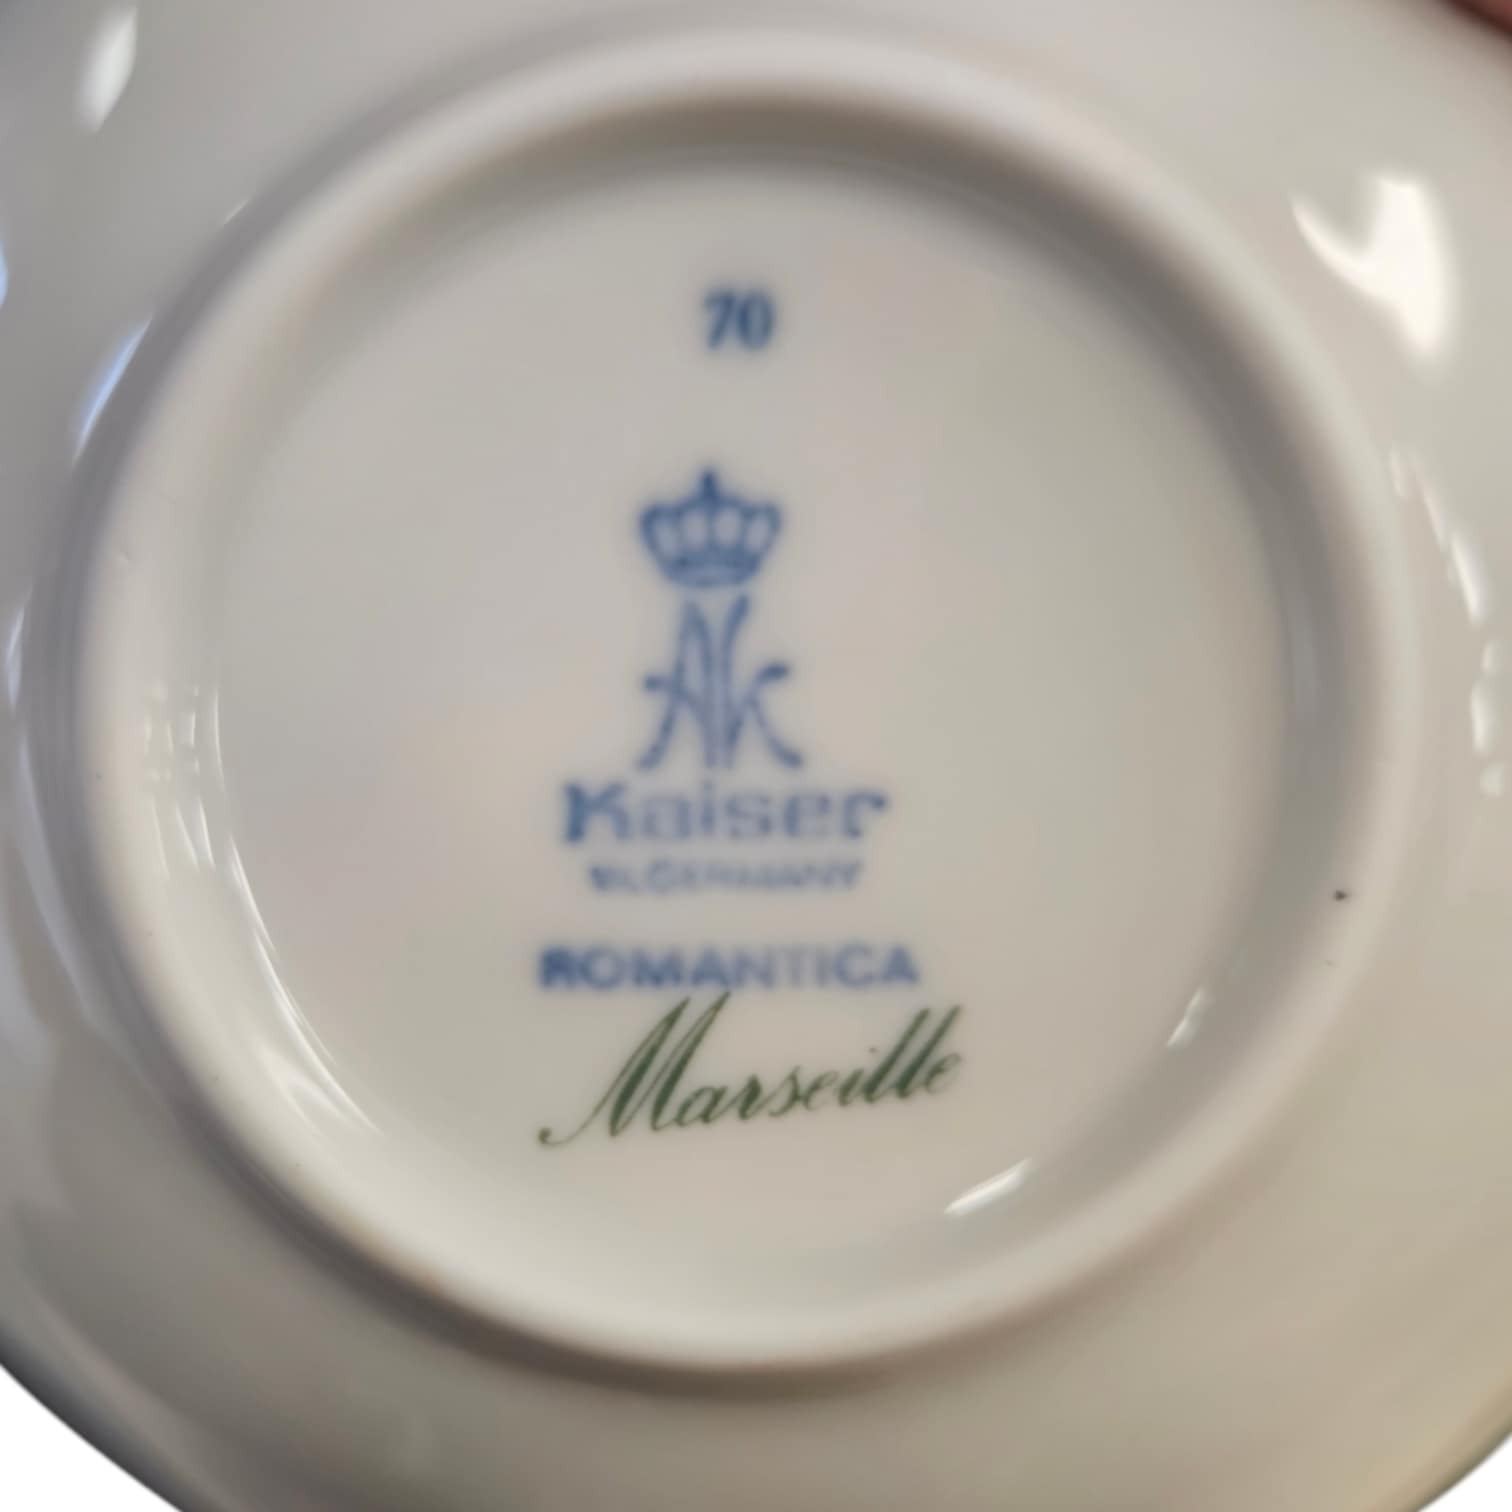 70
AK
Kaiser
W. GERMANY
ROMANTICA
Marseille